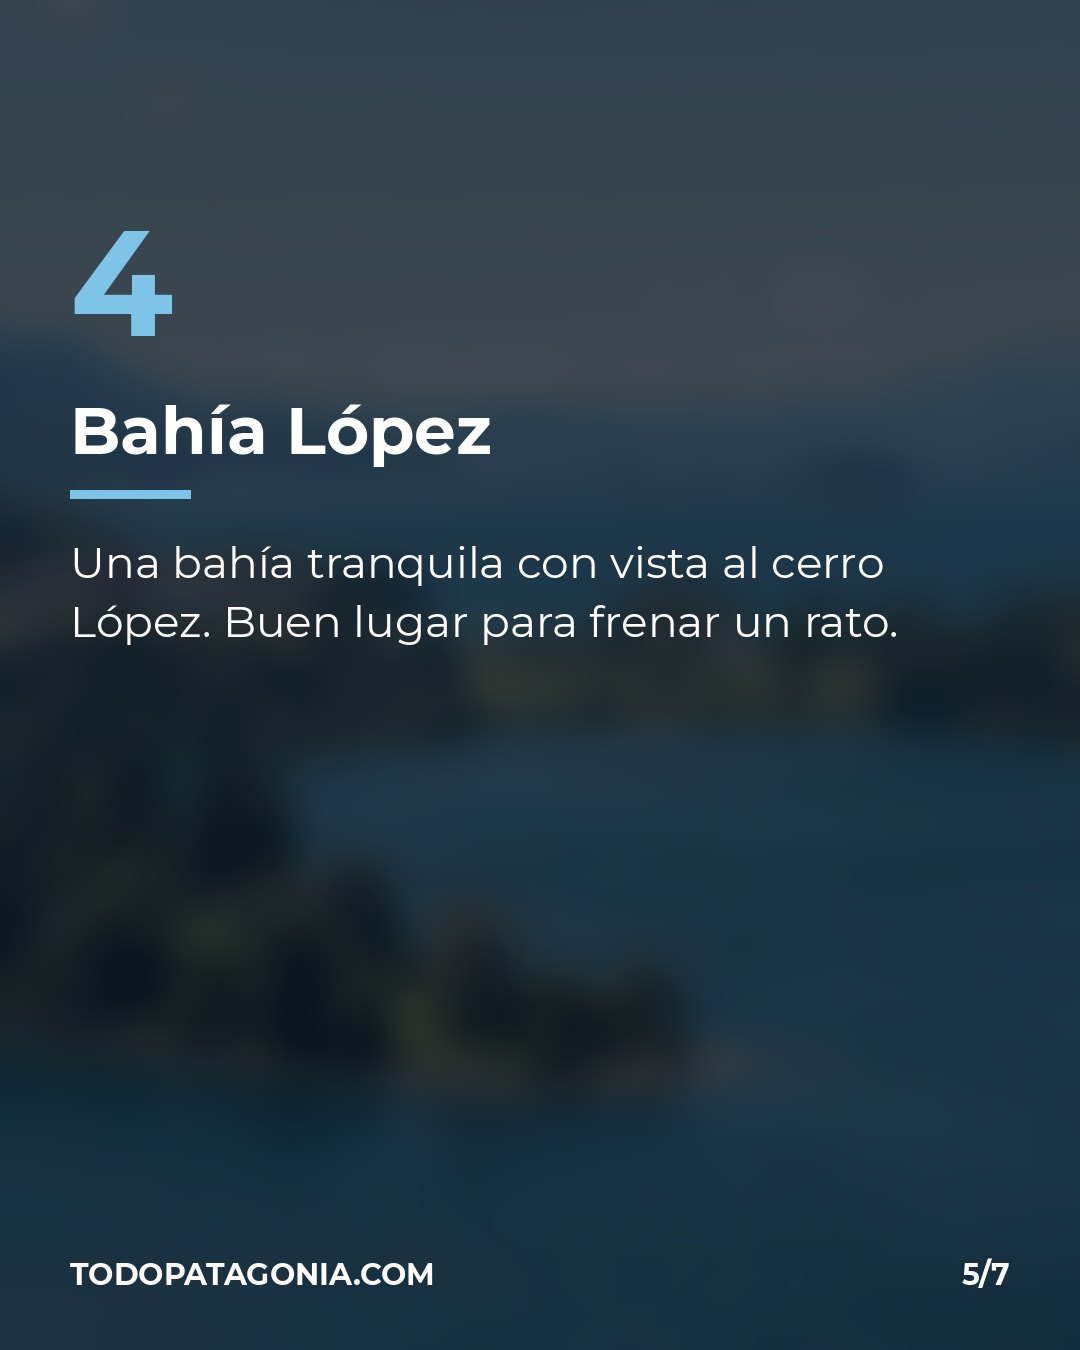 4
Bahía López
Una bahía tranquila con vista al cerro
López. Buen lugar para frenar un rato.
TODOPATAGONIA.COM
5/7